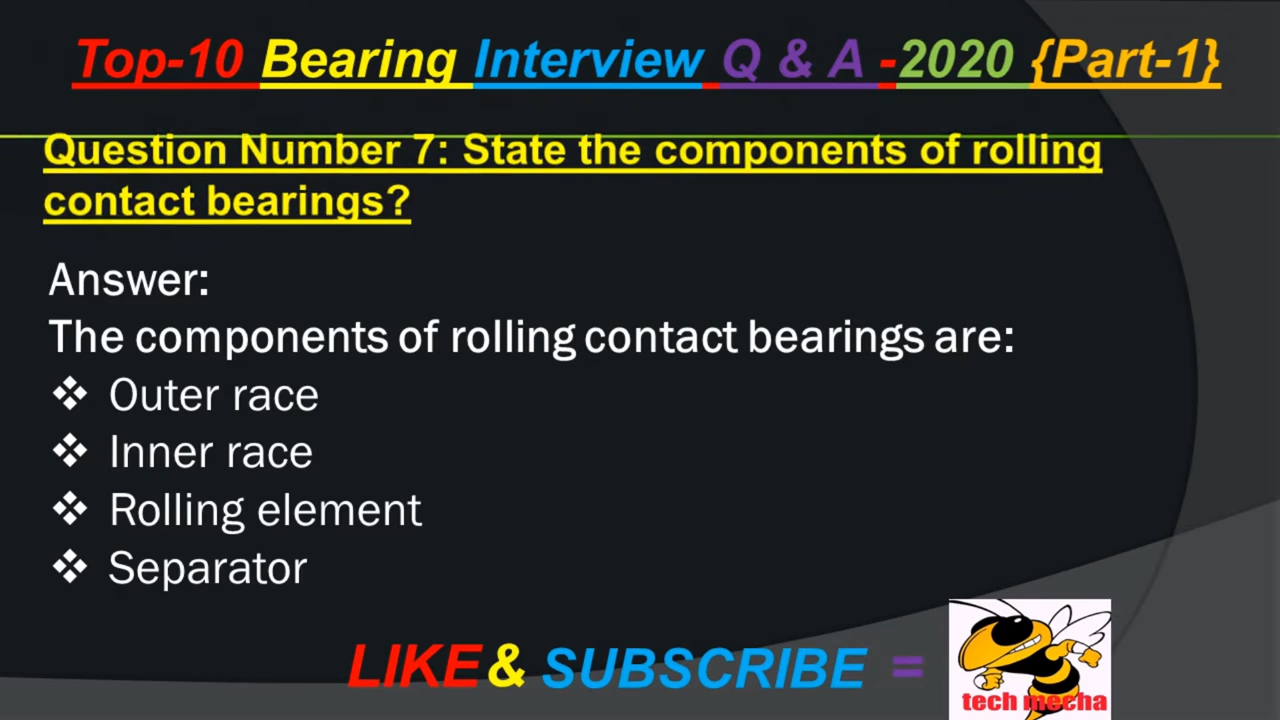 Top-10 Bearing Interview Q & A -2020 {Part-1}
Question Number 7: State the components of rolling
contact bearings?
Answer:
The components of rolling contact bearings are:
❖ Outer race
❖ Inner race
❖ Rolling element
❖ Separator
LIKE & SUBSCRIBE =
tech mecha